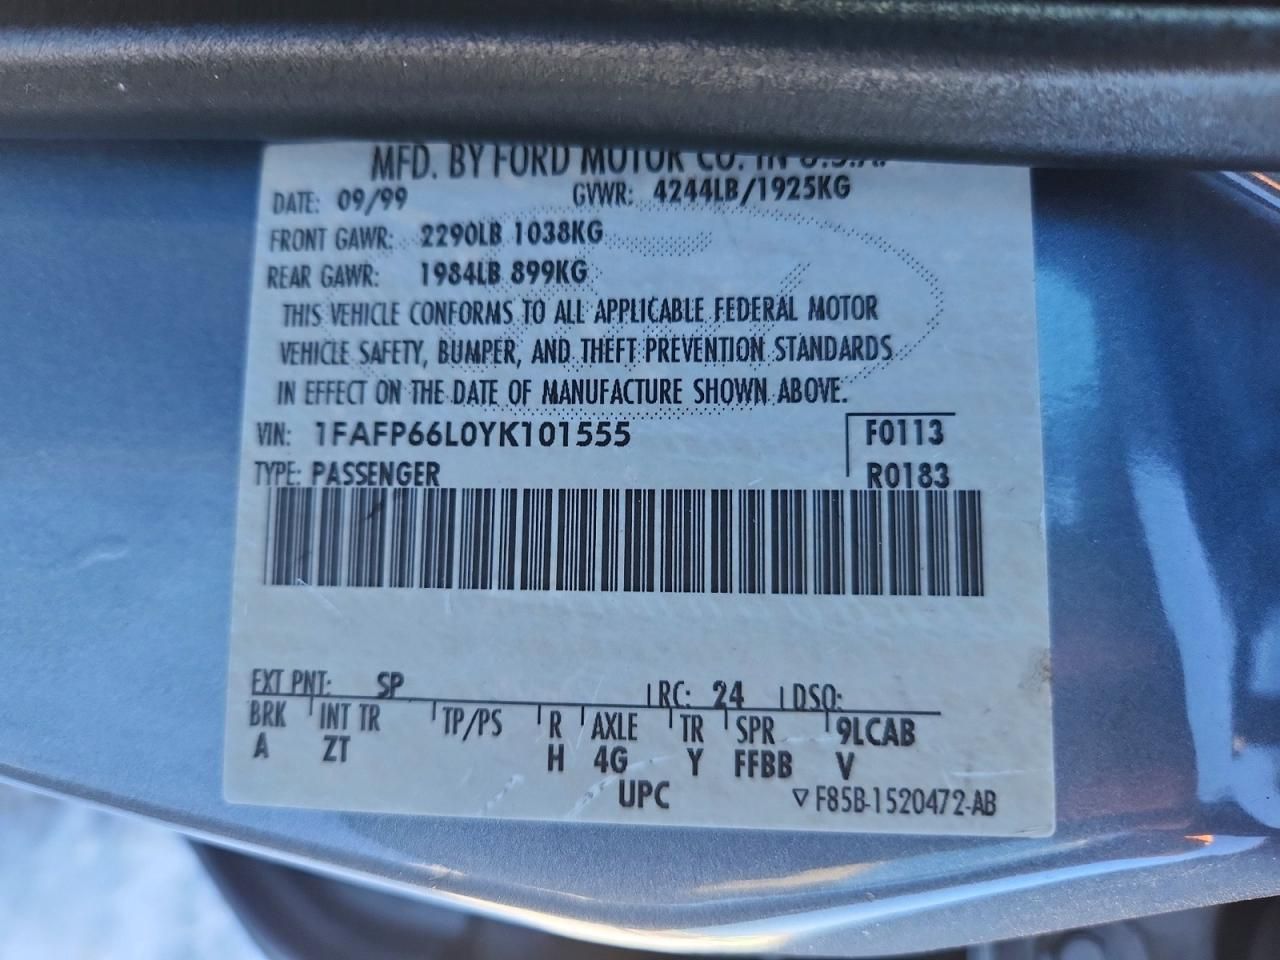 MFD. BY FORD MOTOR CO. IN U.S.A.
DATE: 09/99 GVWR: 4244LB/1925KG
FRONT GAWR: 2290LB 1038KG
REAR GAWR: 1984LB 899KG
THIS VEHICLE CONFORMS TO ALL APPLICABLE FEDERAL MOTOR
VEHICLE SAFETY, BUMPER, AND THEFT PREVENTION STANDARDS
IN EFFECT ON THE DATE OF MANUFACTURE SHOWN ABOVE.
VIN: 1FAFP66L0YK101555 F0113
TYPE: PASSENGER R0183
EXT PNT: SP RC: 24 DSO:
BRK INT TR TP/PS R AXLE TR SPR 9LCAB
A ZT H 4G Y FFBB V
UPC ▽ F85B-1520472-AB